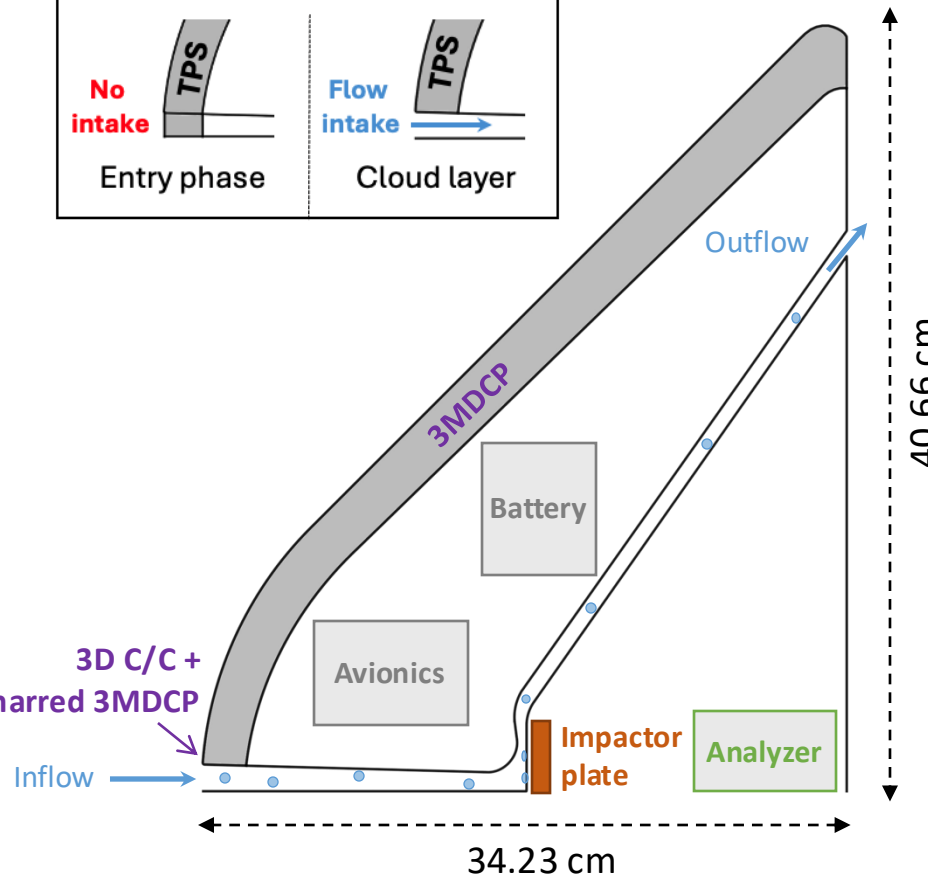 TPS
TPS
No
intake
Flow
intake
Entry phase
Cloud layer
Outflow
40.66 cm
3MDCP
Battery
3D C/C +
3MDCP
Avionics
Impactor
plate
Analyzer
Inflow
34.23 cm